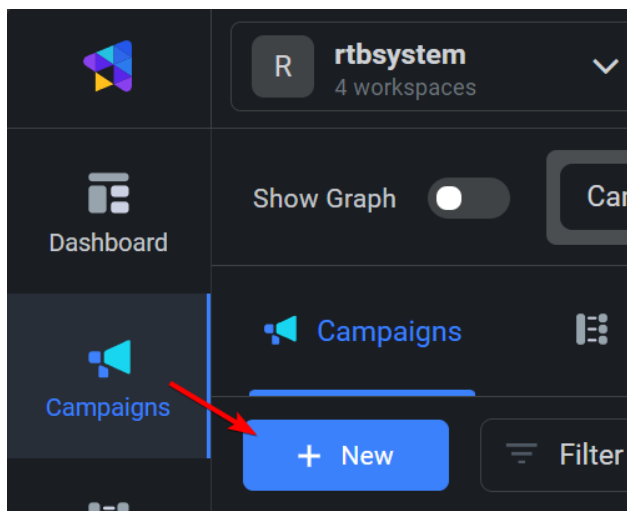 R
rtbsystem
4 workspaces
Show Graph
Dashboard
Campaigns
Campaigns
+ New
Filter